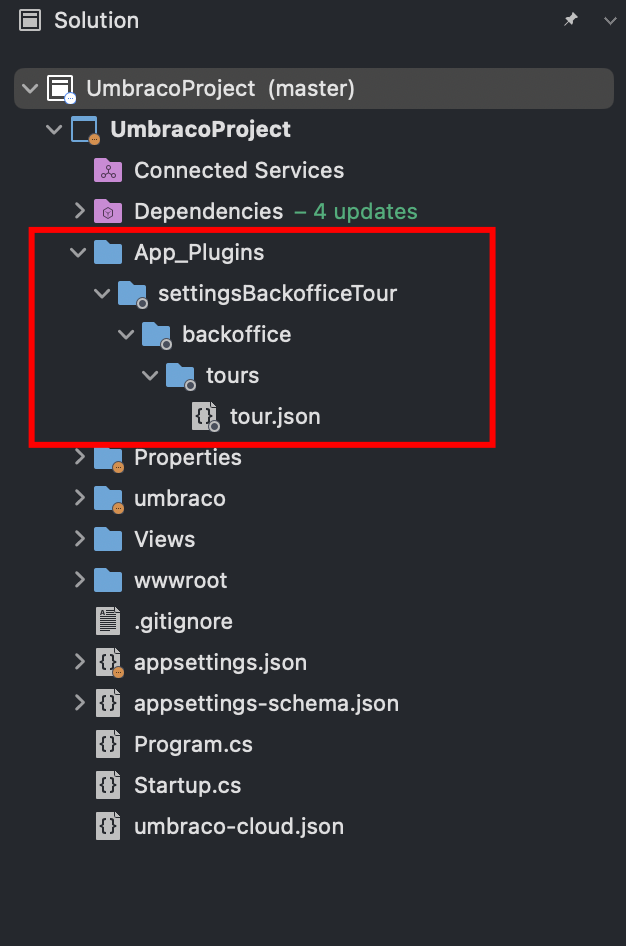 Solution
UmbracoProject (master)
UmbracoProject
Connected Services
Dependencies – 4 updates
App_Plugins
settingsBackofficeTour
backoffice
tours
tour.json
Properties
umbraco
Views
wwwroot
.gitignore
appsettings.json
appsettings-schema.json
Program.cs
Startup.cs
umbraco-cloud.json